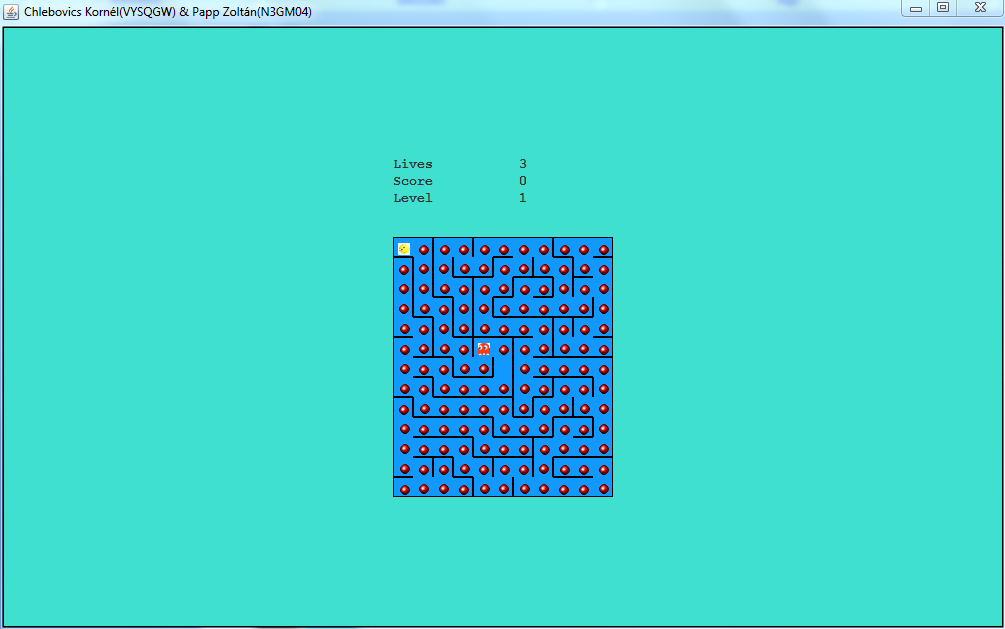 Chlebovics Kornél(VYSQGW) & Papp Zoltán(N3GM04)
Lives 3
Score 0
Level 1